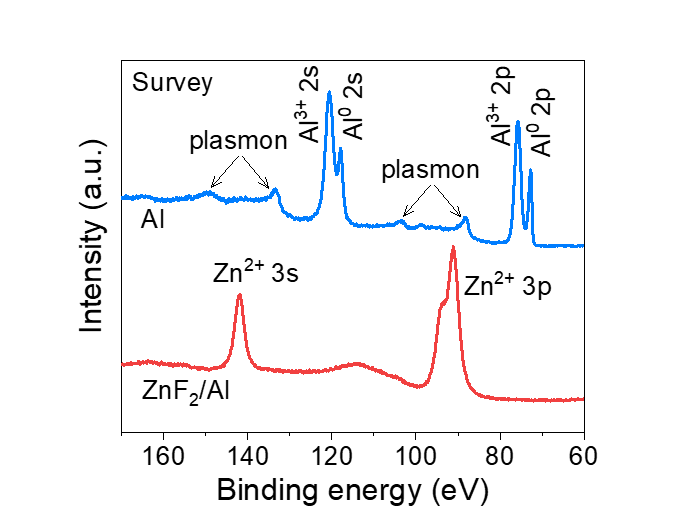 Survey
Al³⁺ 2s
Al⁰ 2s
Al³⁺ 2p
Al⁰ 2p
plasmon
plasmon
Al
Zn²⁺ 3s
Zn²⁺ 3p
ZnF₂/Al
Intensity (a.u.)
160 140 120 100 80 60
Binding energy (eV)